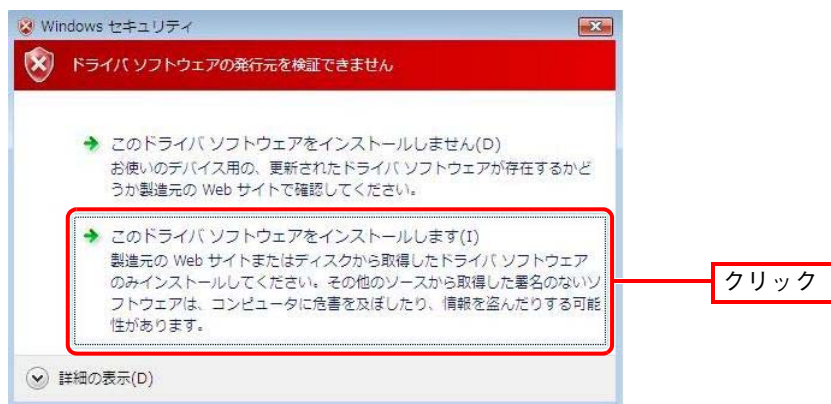 Windows セキュリティ
ドライバ ソフトウェアの発行元を検証できません
このドライバ ソフトウェアをインストールしません(D)
お使いのデバイス用の、更新されたドライバ ソフトウェアが存在するかど
うか製造元の Web サイトで確認してください。
このドライバ ソフトウェアをインストールします(I)
製造元の Web サイトまたはディスクから取得したドライバ ソフトウェア
のみインストールしてください。その他のソースから取得した署名のないソ
フトウェアは、コンピュータに危害を及ぼしたり、情報を盗んだりする可能
性があります。
クリック
詳細の表示(D)